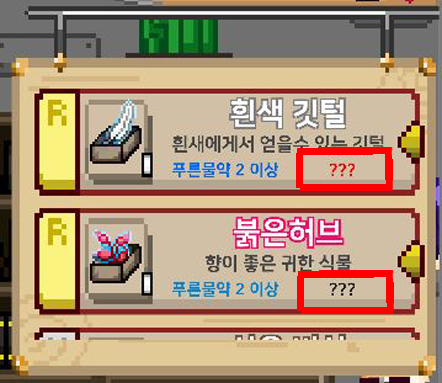 R
흰색 깃털
흰새에게서 얻을수 있는 깃털
푸른물약 2 이상 ???
R
붉은허브
향이 좋은 귀한 식물
푸른물약 2 이상 ???